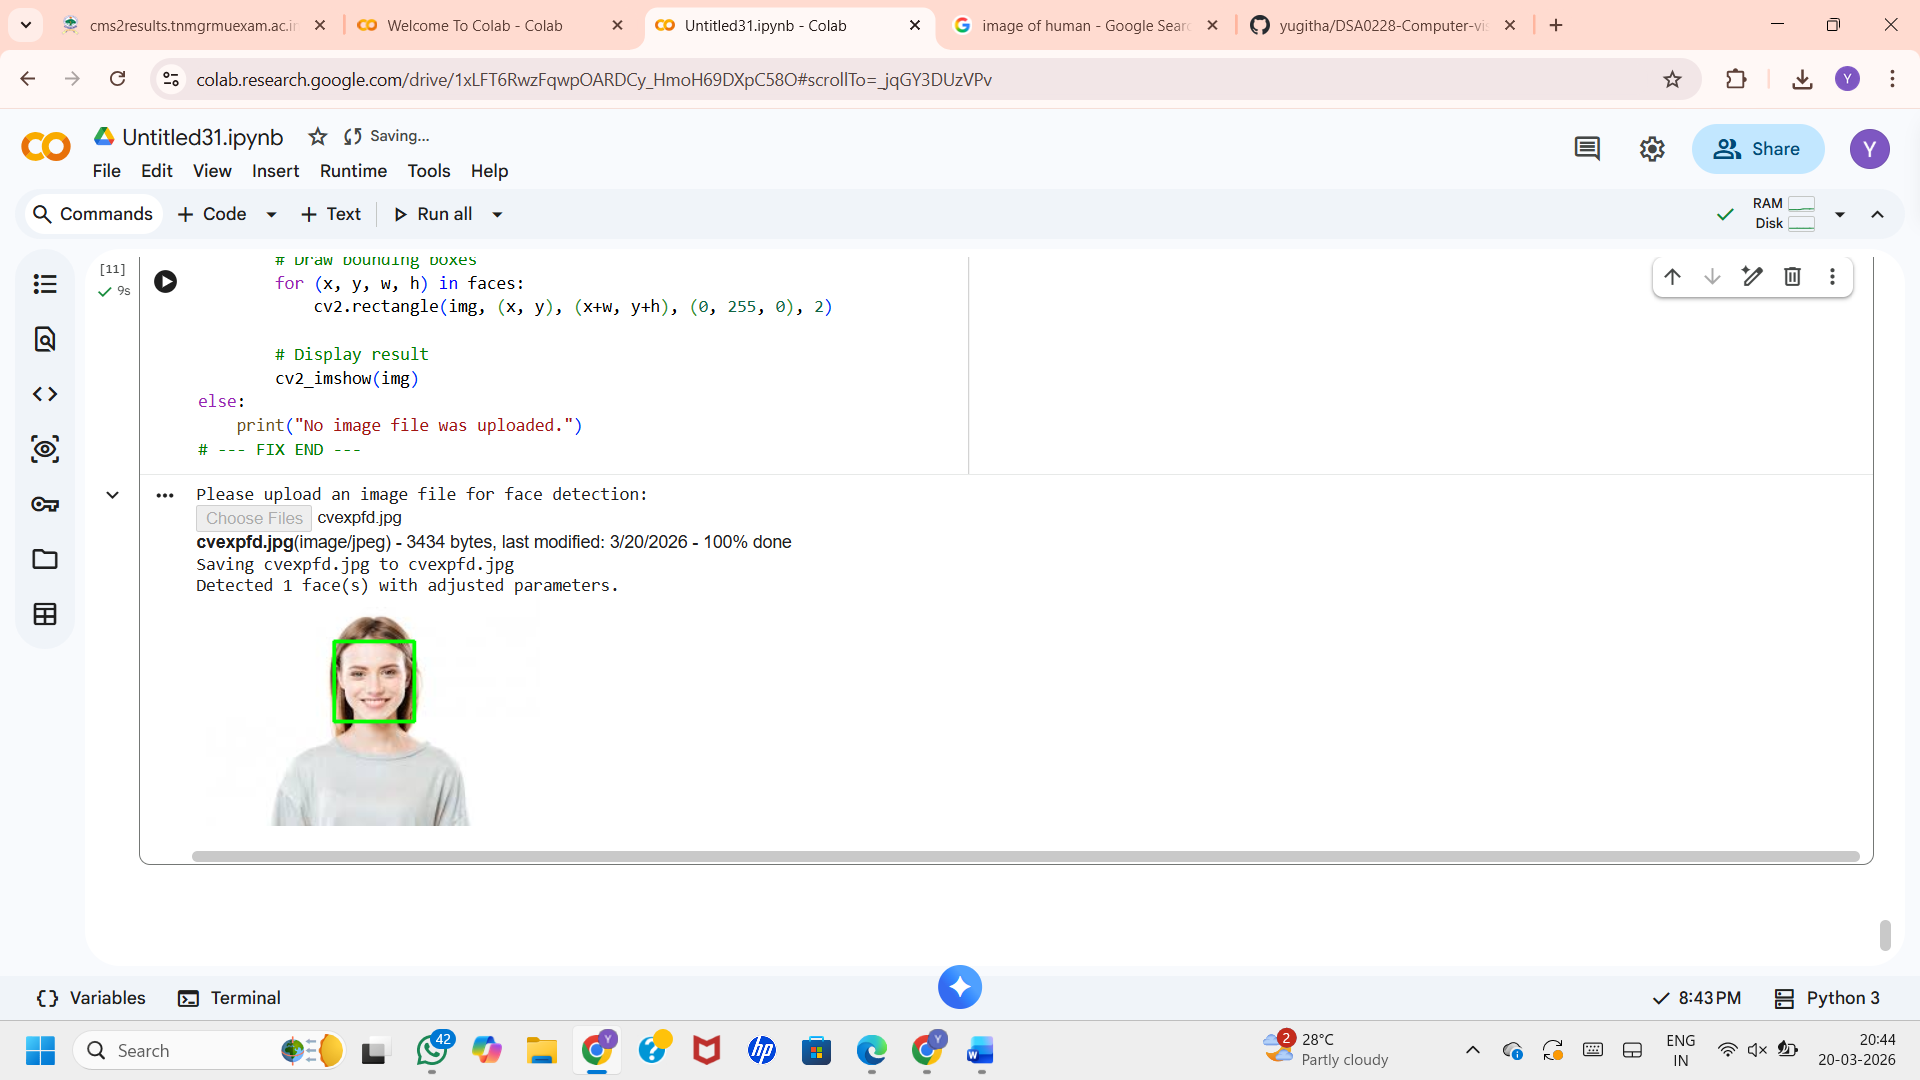 cms2results.tnmgrmuexam.ac.in
Welcome To Colab - Colab
Untitled31.ipynb - Colab
image of human - Google Searc
yugitha/DSA0228-Computer-vis
colab.research.google.com/drive/1xLFT6RwzFqwpOARDCy_HmoH69DXpC58O#scrollTo=_jqGY3DUzVPv
Y
Untitled31.ipynb
Saving...
File Edit View Insert Runtime Tools Help
Share
Y
Commands
+ Code
+ Text
Run all
RAM
Disk
[11]
9s
# Draw bounding boxes
for (x, y, w, h) in faces:
cv2.rectangle(img, (x, y), (x+w, y+h), (0, 255, 0), 2)
# Display result
cv2_imshow(img)
else:
print("No image file was uploaded.")
# --- FIX END ---
Please upload an image file for face detection:
Choose Files cvexpfd.jpg
cvexpfd.jpg(image/jpeg) - 3434 bytes, last modified: 3/20/2026 - 100% done
Saving cvexpfd.jpg to cvexpfd.jpg
Detected 1 face(s) with adjusted parameters.
Variables
Terminal
8:43 PM
Python 3
Search
42
Y
hp
Y
W
2
28°C
Partly cloudy
ENG
IN
20:44
20-03-2026